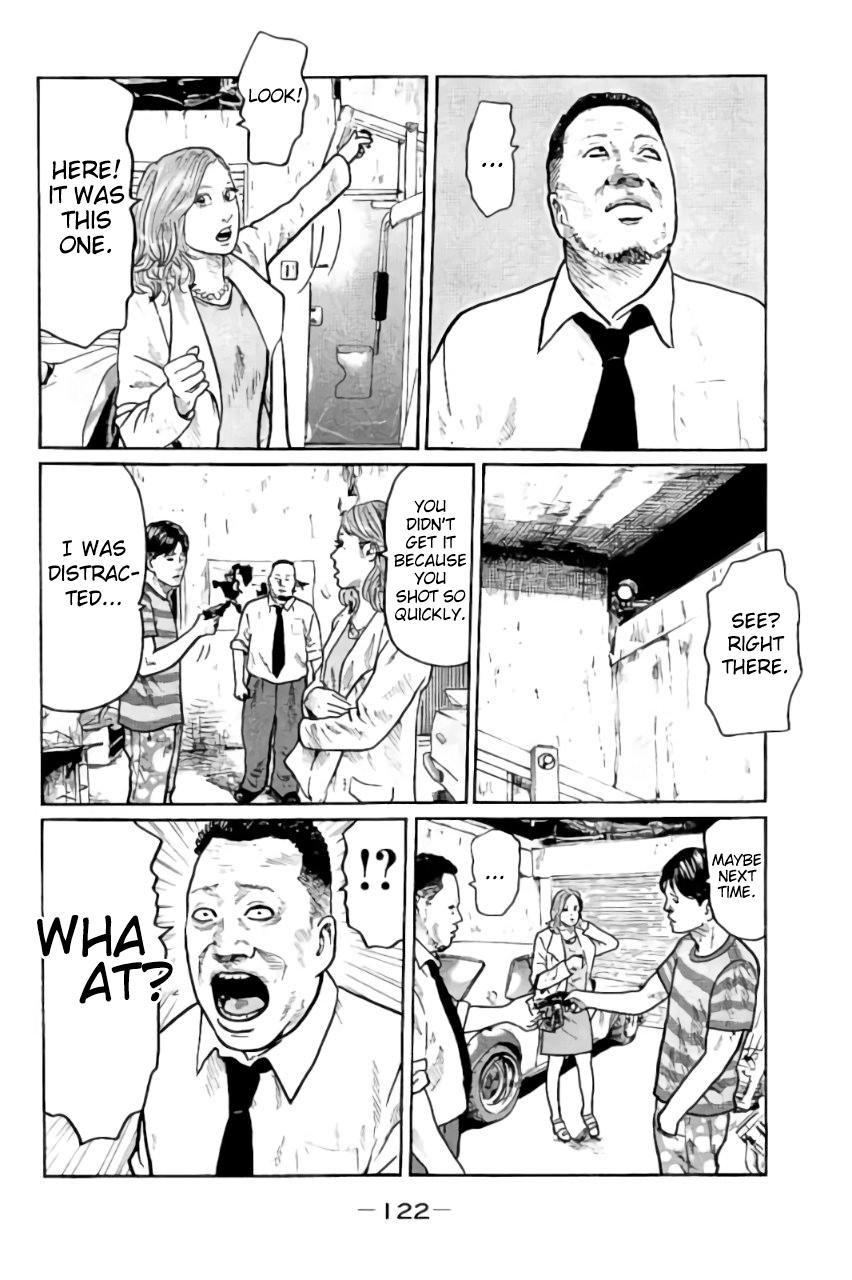 ...
LOOK!
HERE!
IT WAS
THIS
ONE.
SEE?
RIGHT
THERE.
YOU
DIDN'T
GET IT
BECAUSE
YOU
SHOT SO
QUICKLY.
I WAS
DISTRAC-
TED...
MAYBE
NEXT
TIME.
...
!?
WHA
AT?
-122-